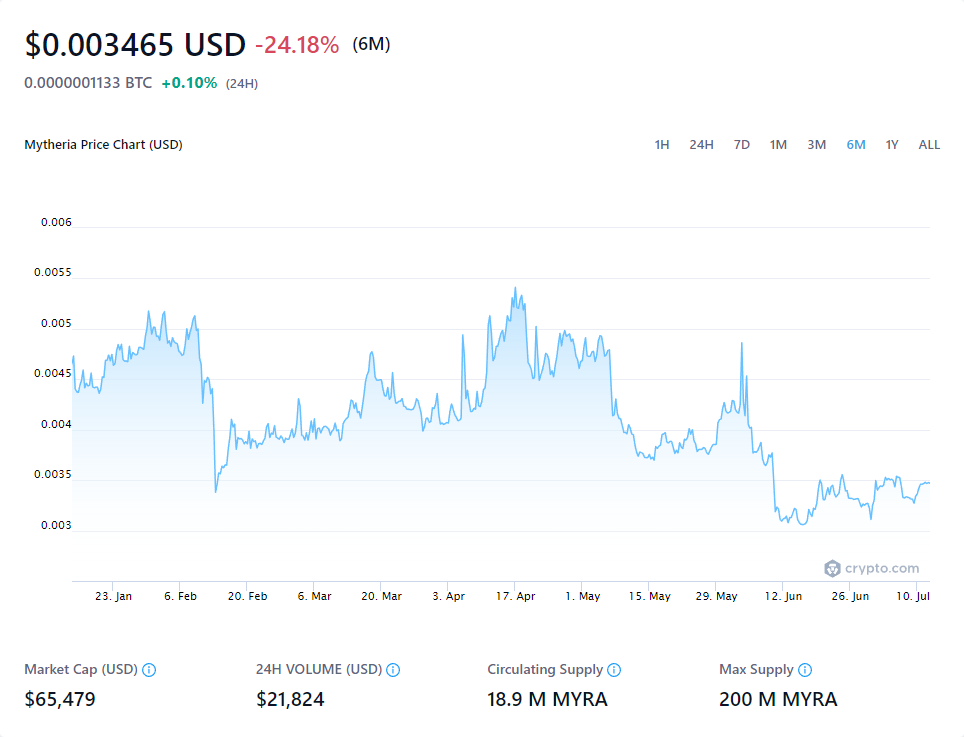 $0.003465 USD -24.18% (6M)
0.0000001133 BTC +0.10% (24H)
Mytheria Price Chart (USD) 1H 24H 7D 1M 3M 6M 1Y ALL
0.006
0.0055
0.005
0.0045
0.004
0.0035
0.003
crypto.com
23. Jan 6. Feb 20. Feb 6. Mar 20. Mar 3. Apr 17. Apr 1. May 15. May 29. May 12. Jun 26. Jun 10. Jul
Market Cap (USD) 24H VOLUME (USD) Circulating Supply Max Supply
$65,479 $21,824 18.9 M MYRA 200 M MYRA